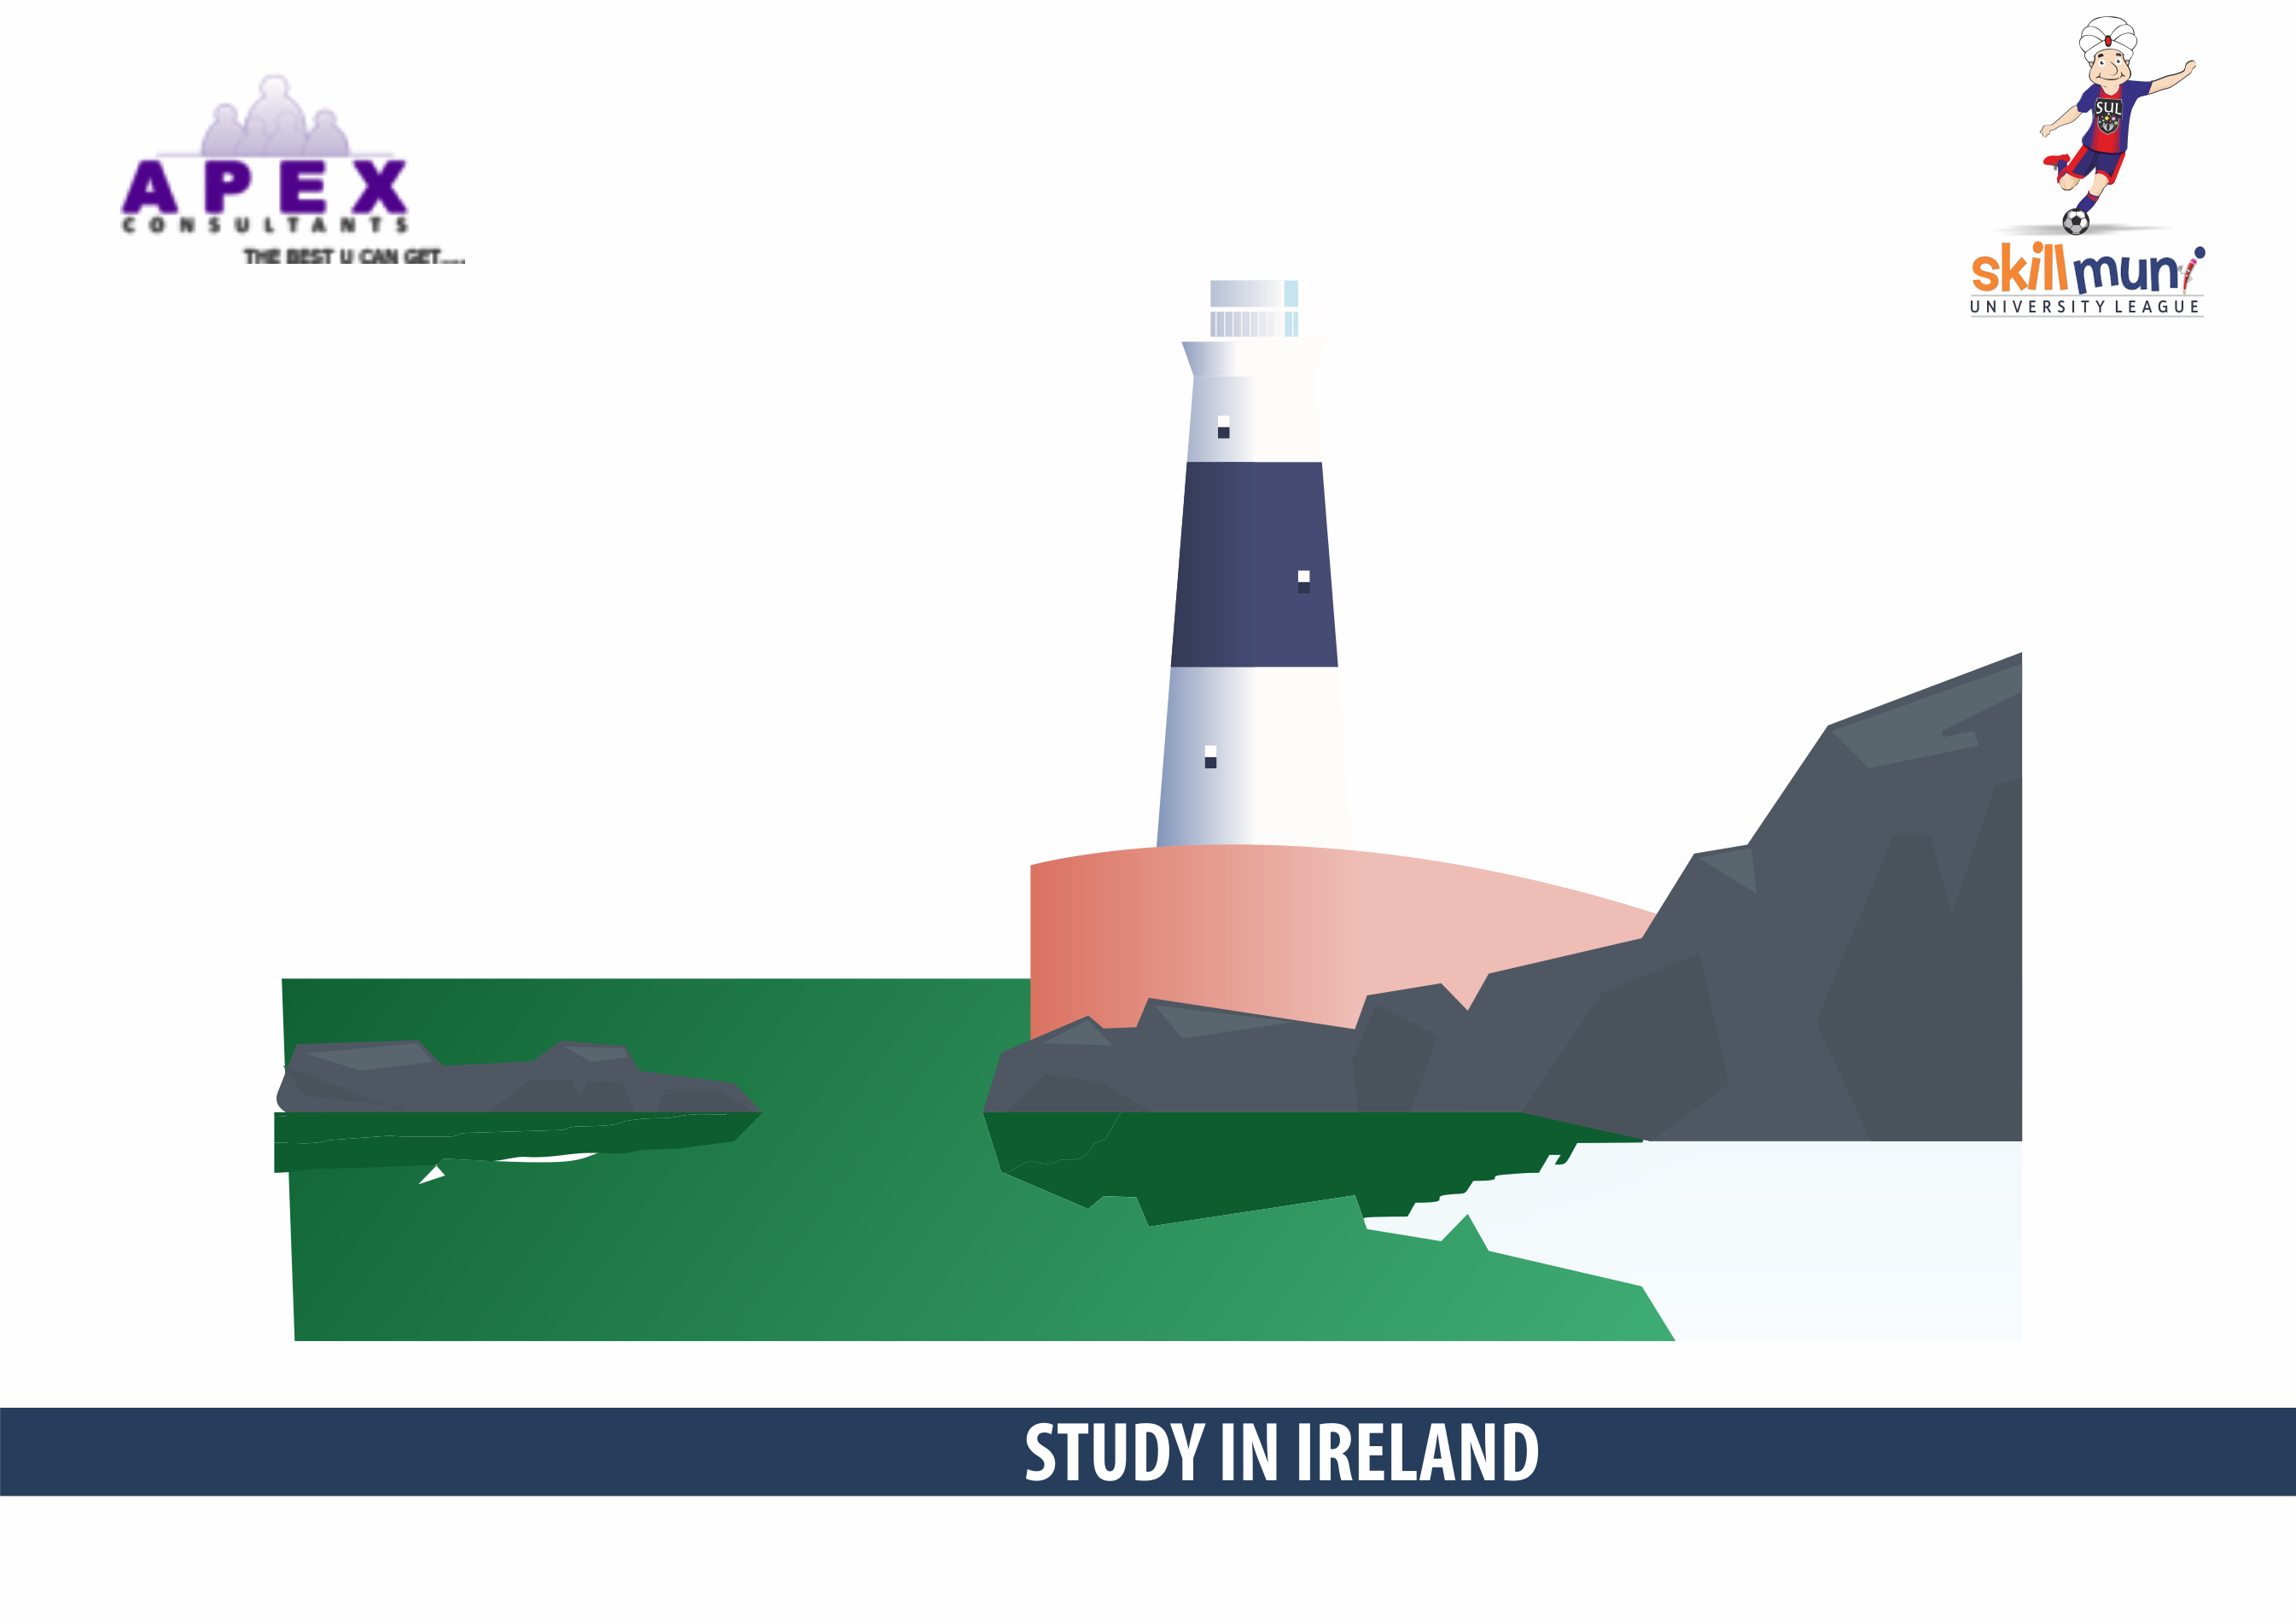 APEX
CONSULTANTS
THE BEST U CAN GET....
SUL
skillmuni
UNIVERSITY LEAGUE
STUDY IN IRELAND